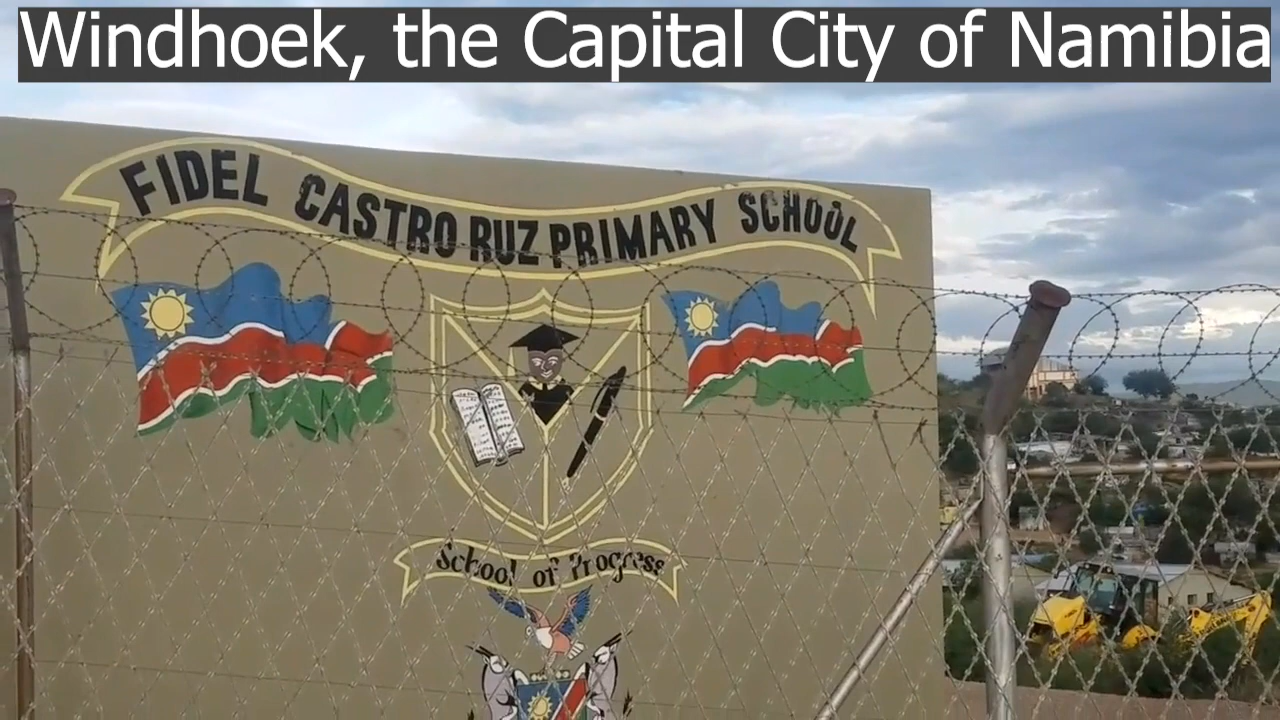 Windhoek, the Capital City of Namibia
FIDEL CASTRO RUZ PRIMARY SCHOOL
School of Progress